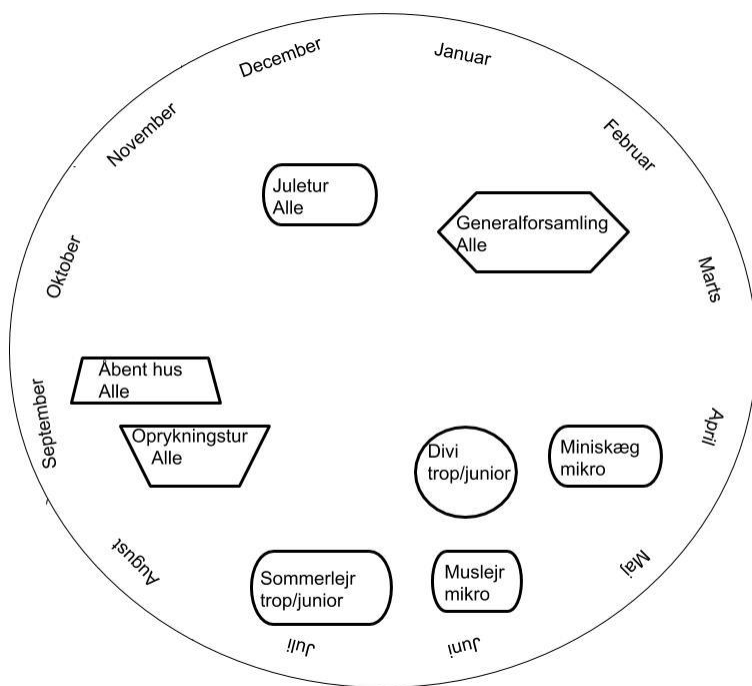 December
Januar
November
Februar
Juletur
Alle
Generalforsamling
Alle
Oktober
Marts
Åbent hus
Alle
September
Oprykningstur
Alle
Divi
trop/junior
Miniskæg
mikro
April
August
Sommerlejr
trop/junior
Muslejr
mikro
Maj
Juli
Juni